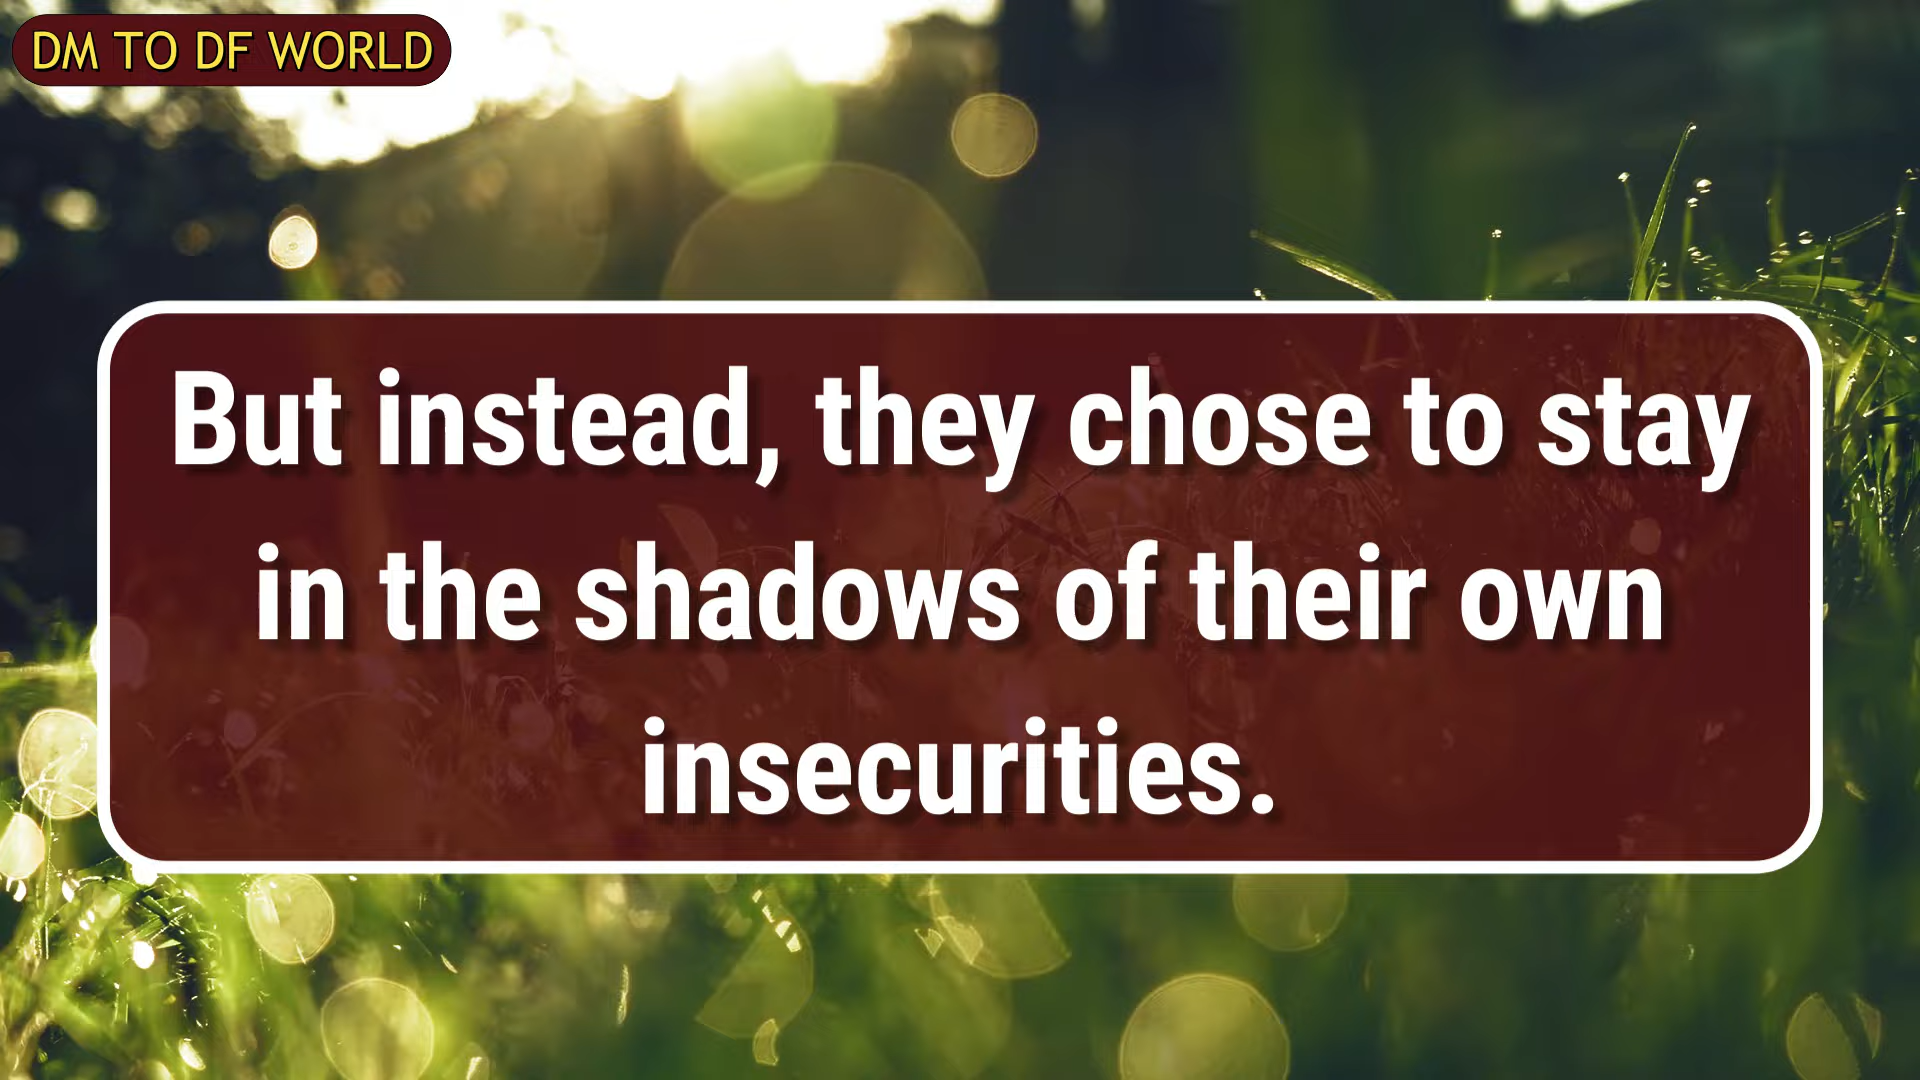 DM TO DF WORLD
But instead, they chose to stay
in the shadows of their own
insecurities.